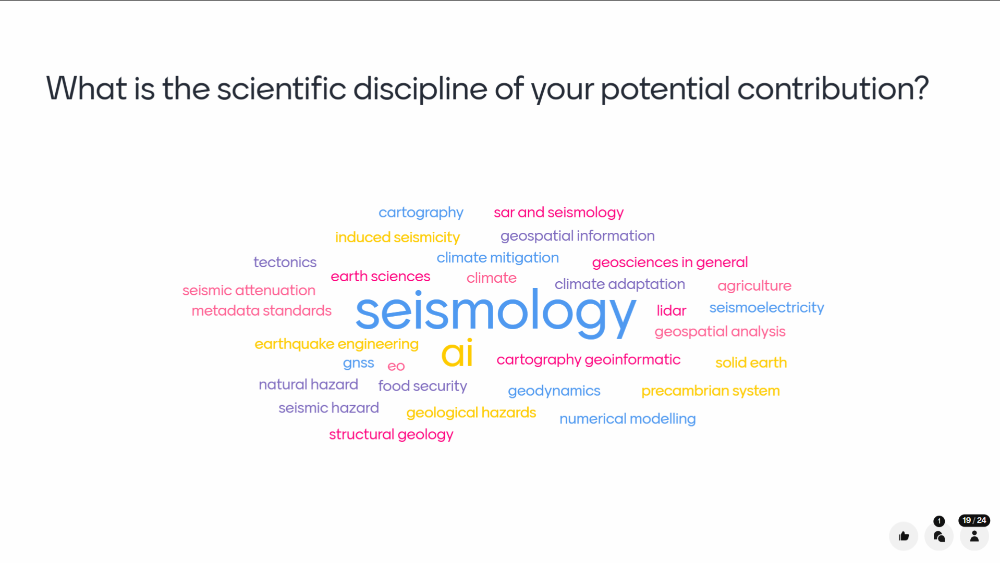 What is the scientific discipline of your potential contribution?
cartography
sar and seismology
induced seismicity
geospatial information
tectonics
climate mitigation
geosciences in general
earth sciences
climate
climate adaptation
agriculture
seismic attenuation
metadata standards
seismology
lidar
seismoelectricity
geospatial analysis
earthquake engineering
ai
gnss
eo
cartography geoinformatic
solid earth
natural hazard
food security
geodynamics
precambrian system
seismic hazard
geological hazards
numerical modelling
structural geology
1
19 / 24